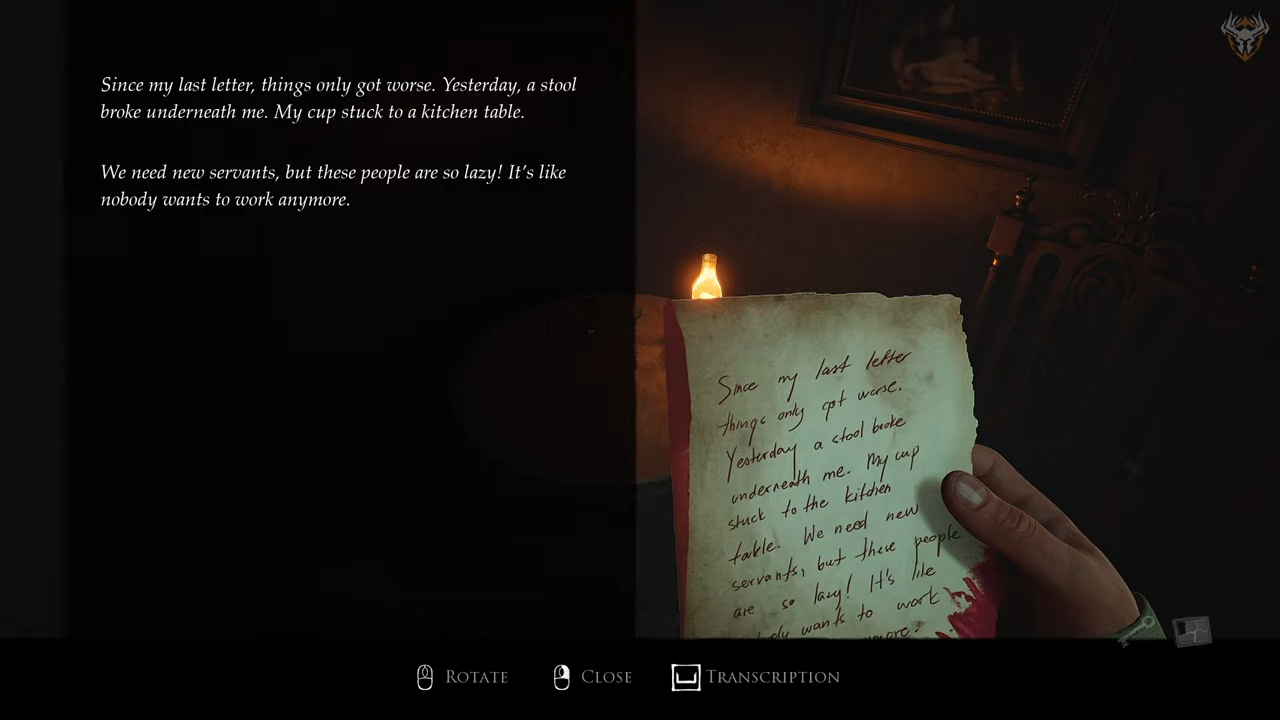 Since my last letter, things only got worse. Yesterday, a stool
broke underneath me. My cup stuck to a kitchen table.
We need new servants, but these people are so lazy! It's like
nobody wants to work anymore.
Since my last letter
things only got worse.
Yesterday a stool broke
underneath me. My cup
stuck to the kitchen
table. We need new
servants, but these people
are so lazy! It's like
wants to work
ROTATE
CLOSE
TRANSCRIPTION